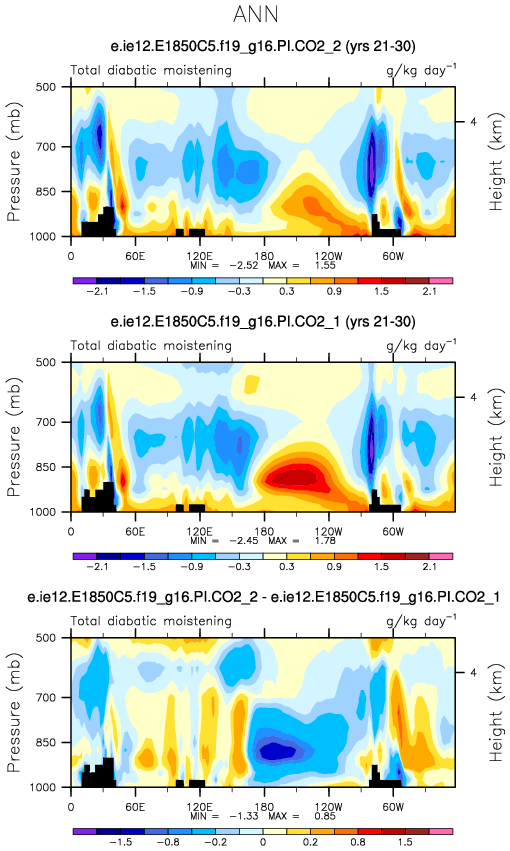 ANN
e.ie12.E1850C5.f19_g16.PI.CO2_2 (yrs 21-30)
Total diabatic moistening g/kg day⁻¹
Pressure (mb)
500
700
850
1000
4
Height (km)
0 60E 120E 180 120W 60W
MIN = -2.52 MAX = 1.55
-2.1 -1.5 -0.9 -0.3 0.3 0.9 1.5 2.1
e.ie12.E1850C5.f19_g16.PI.CO2_1 (yrs 21-30)
Total diabatic moistening g/kg day⁻¹
Pressure (mb)
500
700
850
1000
4
Height (km)
0 60E 120E 180 120W 60W
MIN = -2.45 MAX = 1.78
-2.1 -1.5 -0.9 -0.3 0.3 0.9 1.5 2.1
e.ie12.E1850C5.f19_g16.PI.CO2_2 - e.ie12.E1850C5.f19_g16.PI.CO2_1
Total diabatic moistening g/kg day⁻¹
Pressure (mb)
500
700
850
1000
4
Height (km)
0 60E 120E 180 120W 60W
MIN = -1.33 MAX = 0.85
-1.5 -0.8 -0.2 0 0.2 0.8 1.5